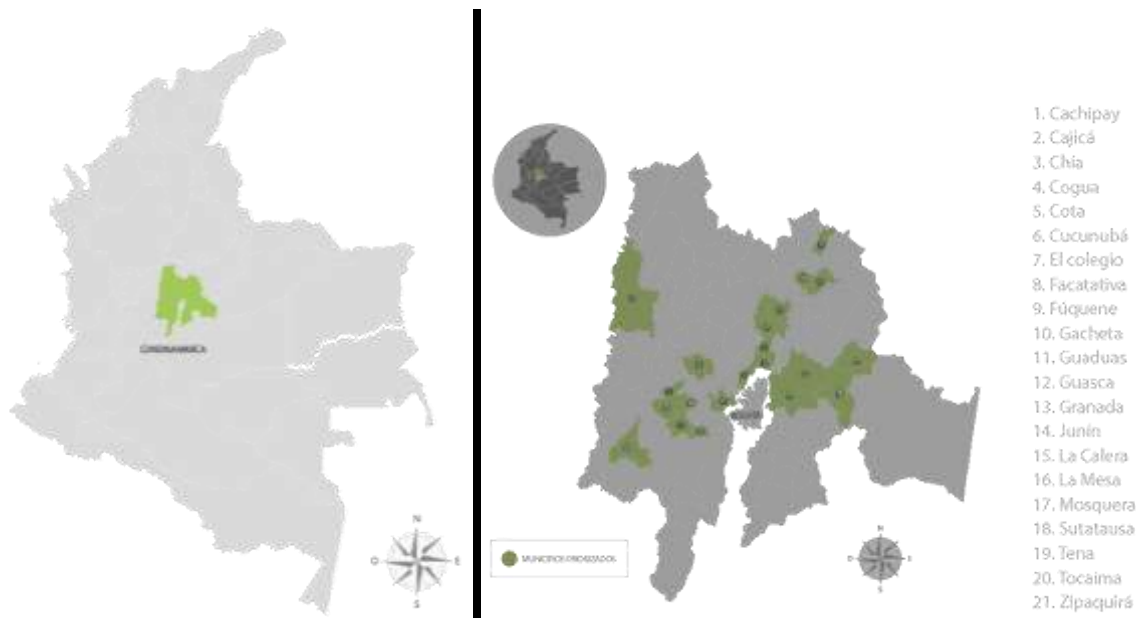 CUNDINAMARCA
N
O
E
S
MUNICIPIOS PRIORIZADOS
N
S
1. Cachipay
2. Cajicá
3. Chía
4. Cogua
5. Cota
6. Cucunubá
7. El colegio
8. Facatativa
9. Fúquene
10. Gacheta
11. Guaduas
12. Guasca
13. Granada
14. Junín
15. La Calera
16. La Mesa
17. Mosquera
18. Sutatausa
19. Tena
20. Tocaima
21. Zipaquirá